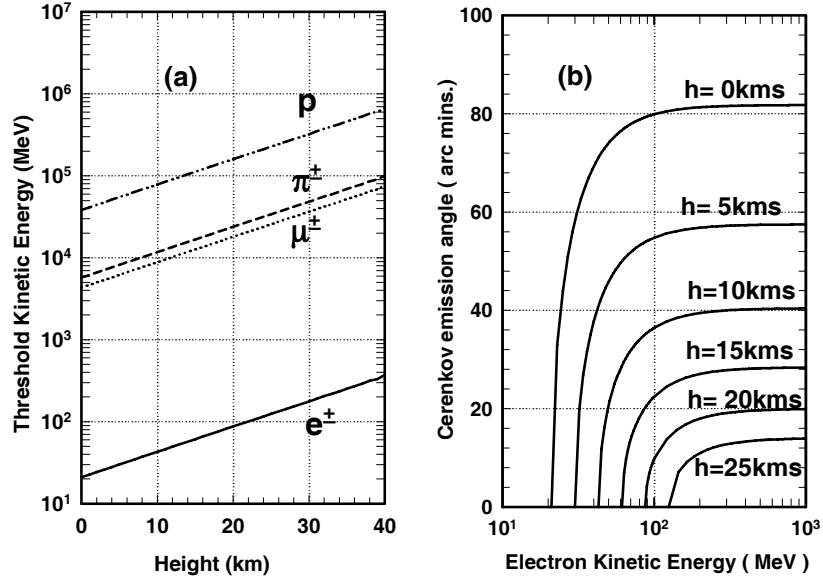 (a)
Threshold Kinetic Energy (MeV)
10^7
10^6
10^5
10^4
10^3
10^2
10^1
p
π^±
μ^±
e^±
0
10
20
30
40
Height (km)
(b)
Cerenkov emission angle ( arc mins.)
100
80
60
40
20
0
h= 0kms
h= 5kms
h=10kms
h=15kms
h= 20kms
h=25kms
10^1
10^2
10^3
Electron Kinetic Energy ( MeV )